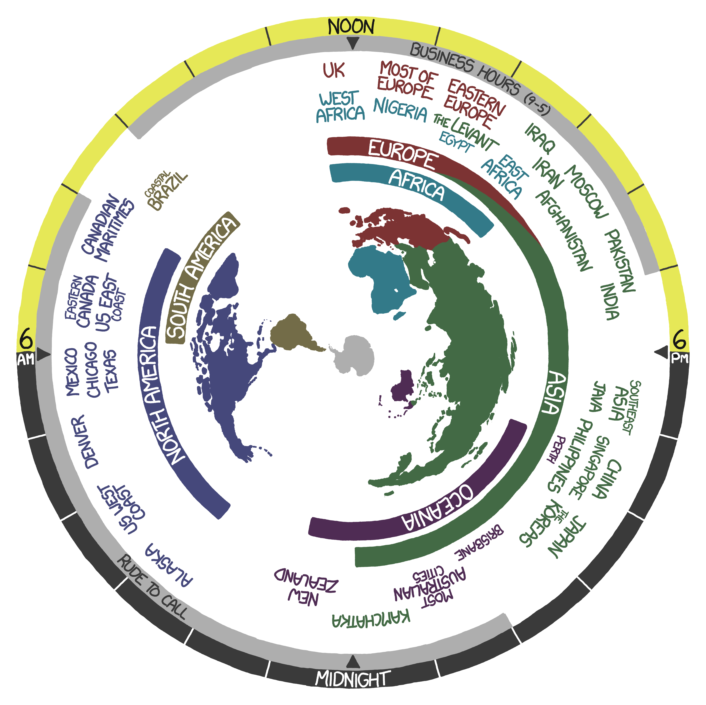 NOON
BUSINESS HOURS (9-5)
UK
MOST OF
EUROPE
EASTERN
EUROPE
WEST
AFRICA
NIGERIA
THE LEVANT
EGYPT
EAST
AFRICA
IRAQ
IRAN
MOSCOW
AFGHANISTAN
PAKISTAN
INDIA
EUROPE
AFRICA
COASTAL
BRAZIL
CANADIAN
MARITIMES
SOUTH AMERICA
EASTERN
CANADA
US EAST
COAST
6
AM
6
PM
MEXICO
CHICAGO
TEXAS
NORTH AMERICA
ASIA
SOUTHEAST
ASIA
JAVA
DENVER
PERTH
PHILIPPINES
SINGAPORE
CHINA
US WEST
COAST
OCEANIA
THE
KOREAS
JAPAN
ALASKA
BRISBANE
RUDE TO CALL
NEW
ZEALAND
MOST
AUSTRALIAN
CITIES
KAMCHATKA
MIDNIGHT